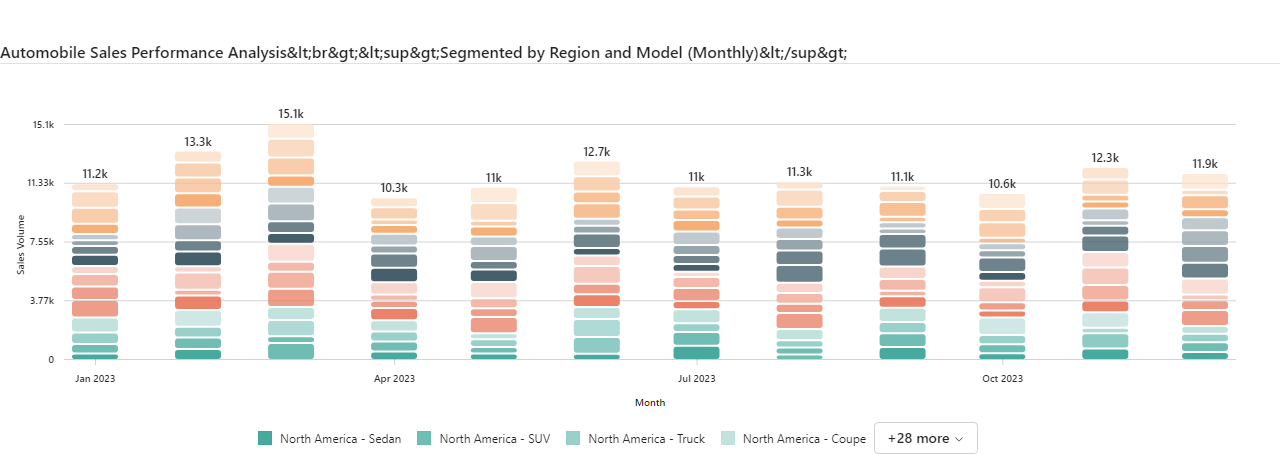 Automobile Sales Performance Analysis&lt;br&gt;&lt;sup&gt;Segmented by Region and Model (Monthly)&lt;/sup&gt;
15.1k
13.3k
12.7k
12.3k
11.9k
11.2k
11k
11k
11.3k
11.1k
10.6k
10.3k
15.1k
11.33k
7.55k
3.77k
0
Sales Volume
Jan 2023
Apr 2023
Jul 2023
Oct 2023
Month
North America - Sedan
North America - SUV
North America - Truck
North America - Coupe
+28 more